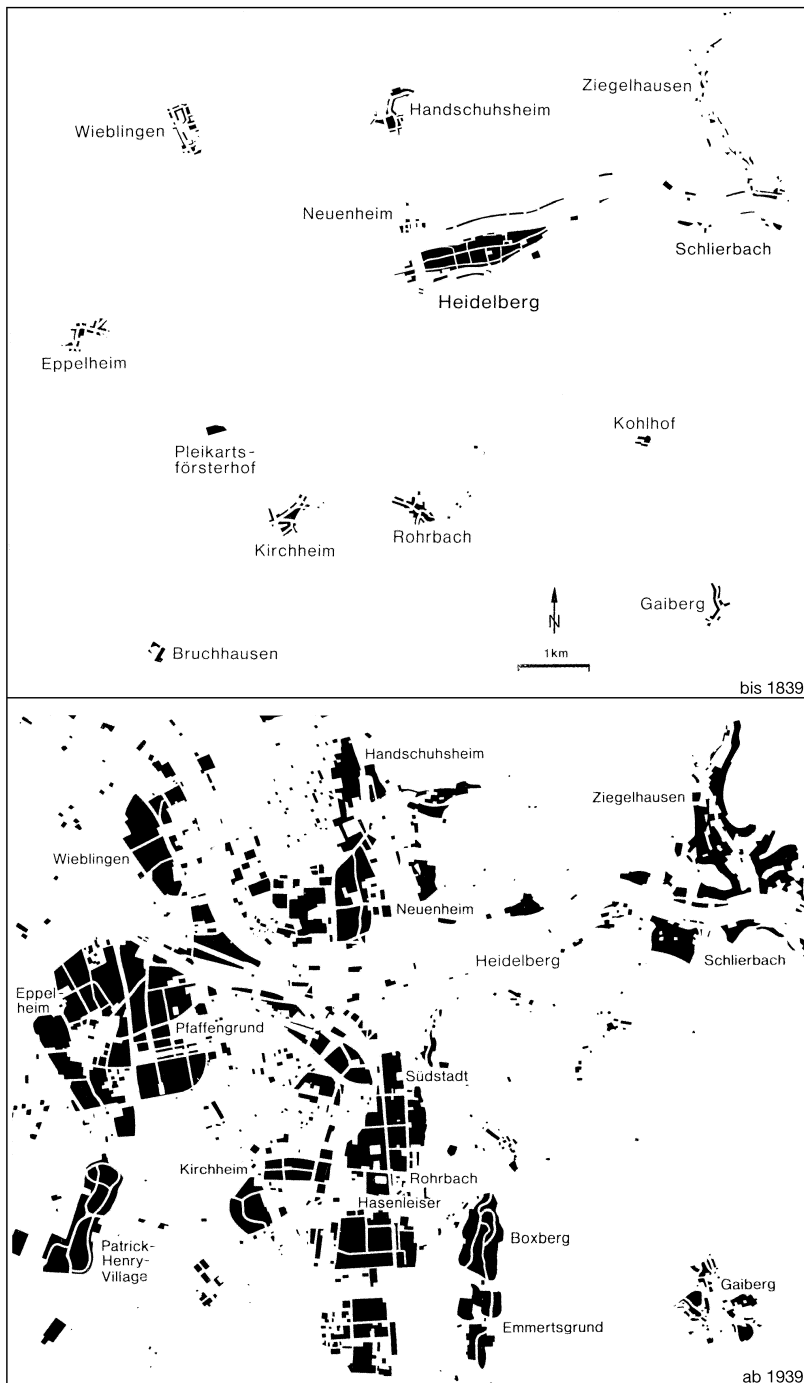 Ziegelhausen
Handschuhsheim
Wieblingen
Neuenheim
Schlierbach
Heidelberg
Eppelheim
Kohlhof
Pleikarts-
försterhof
Rohrbach
Kirchheim
Gaiberg
N
Bruchhausen
1km
bis 1839
Handschuhsheim
Ziegelhausen
Wieblingen
Neuenheim
Heidelberg
Schlierbach
Eppel-
heim
Pfaffengrund
Südstadt
Kirchheim
Rohrbach
Hasenleiser
Boxberg
Patrick-
Henry-
Village
Gaiberg
Emmertsgrund
ab 1939